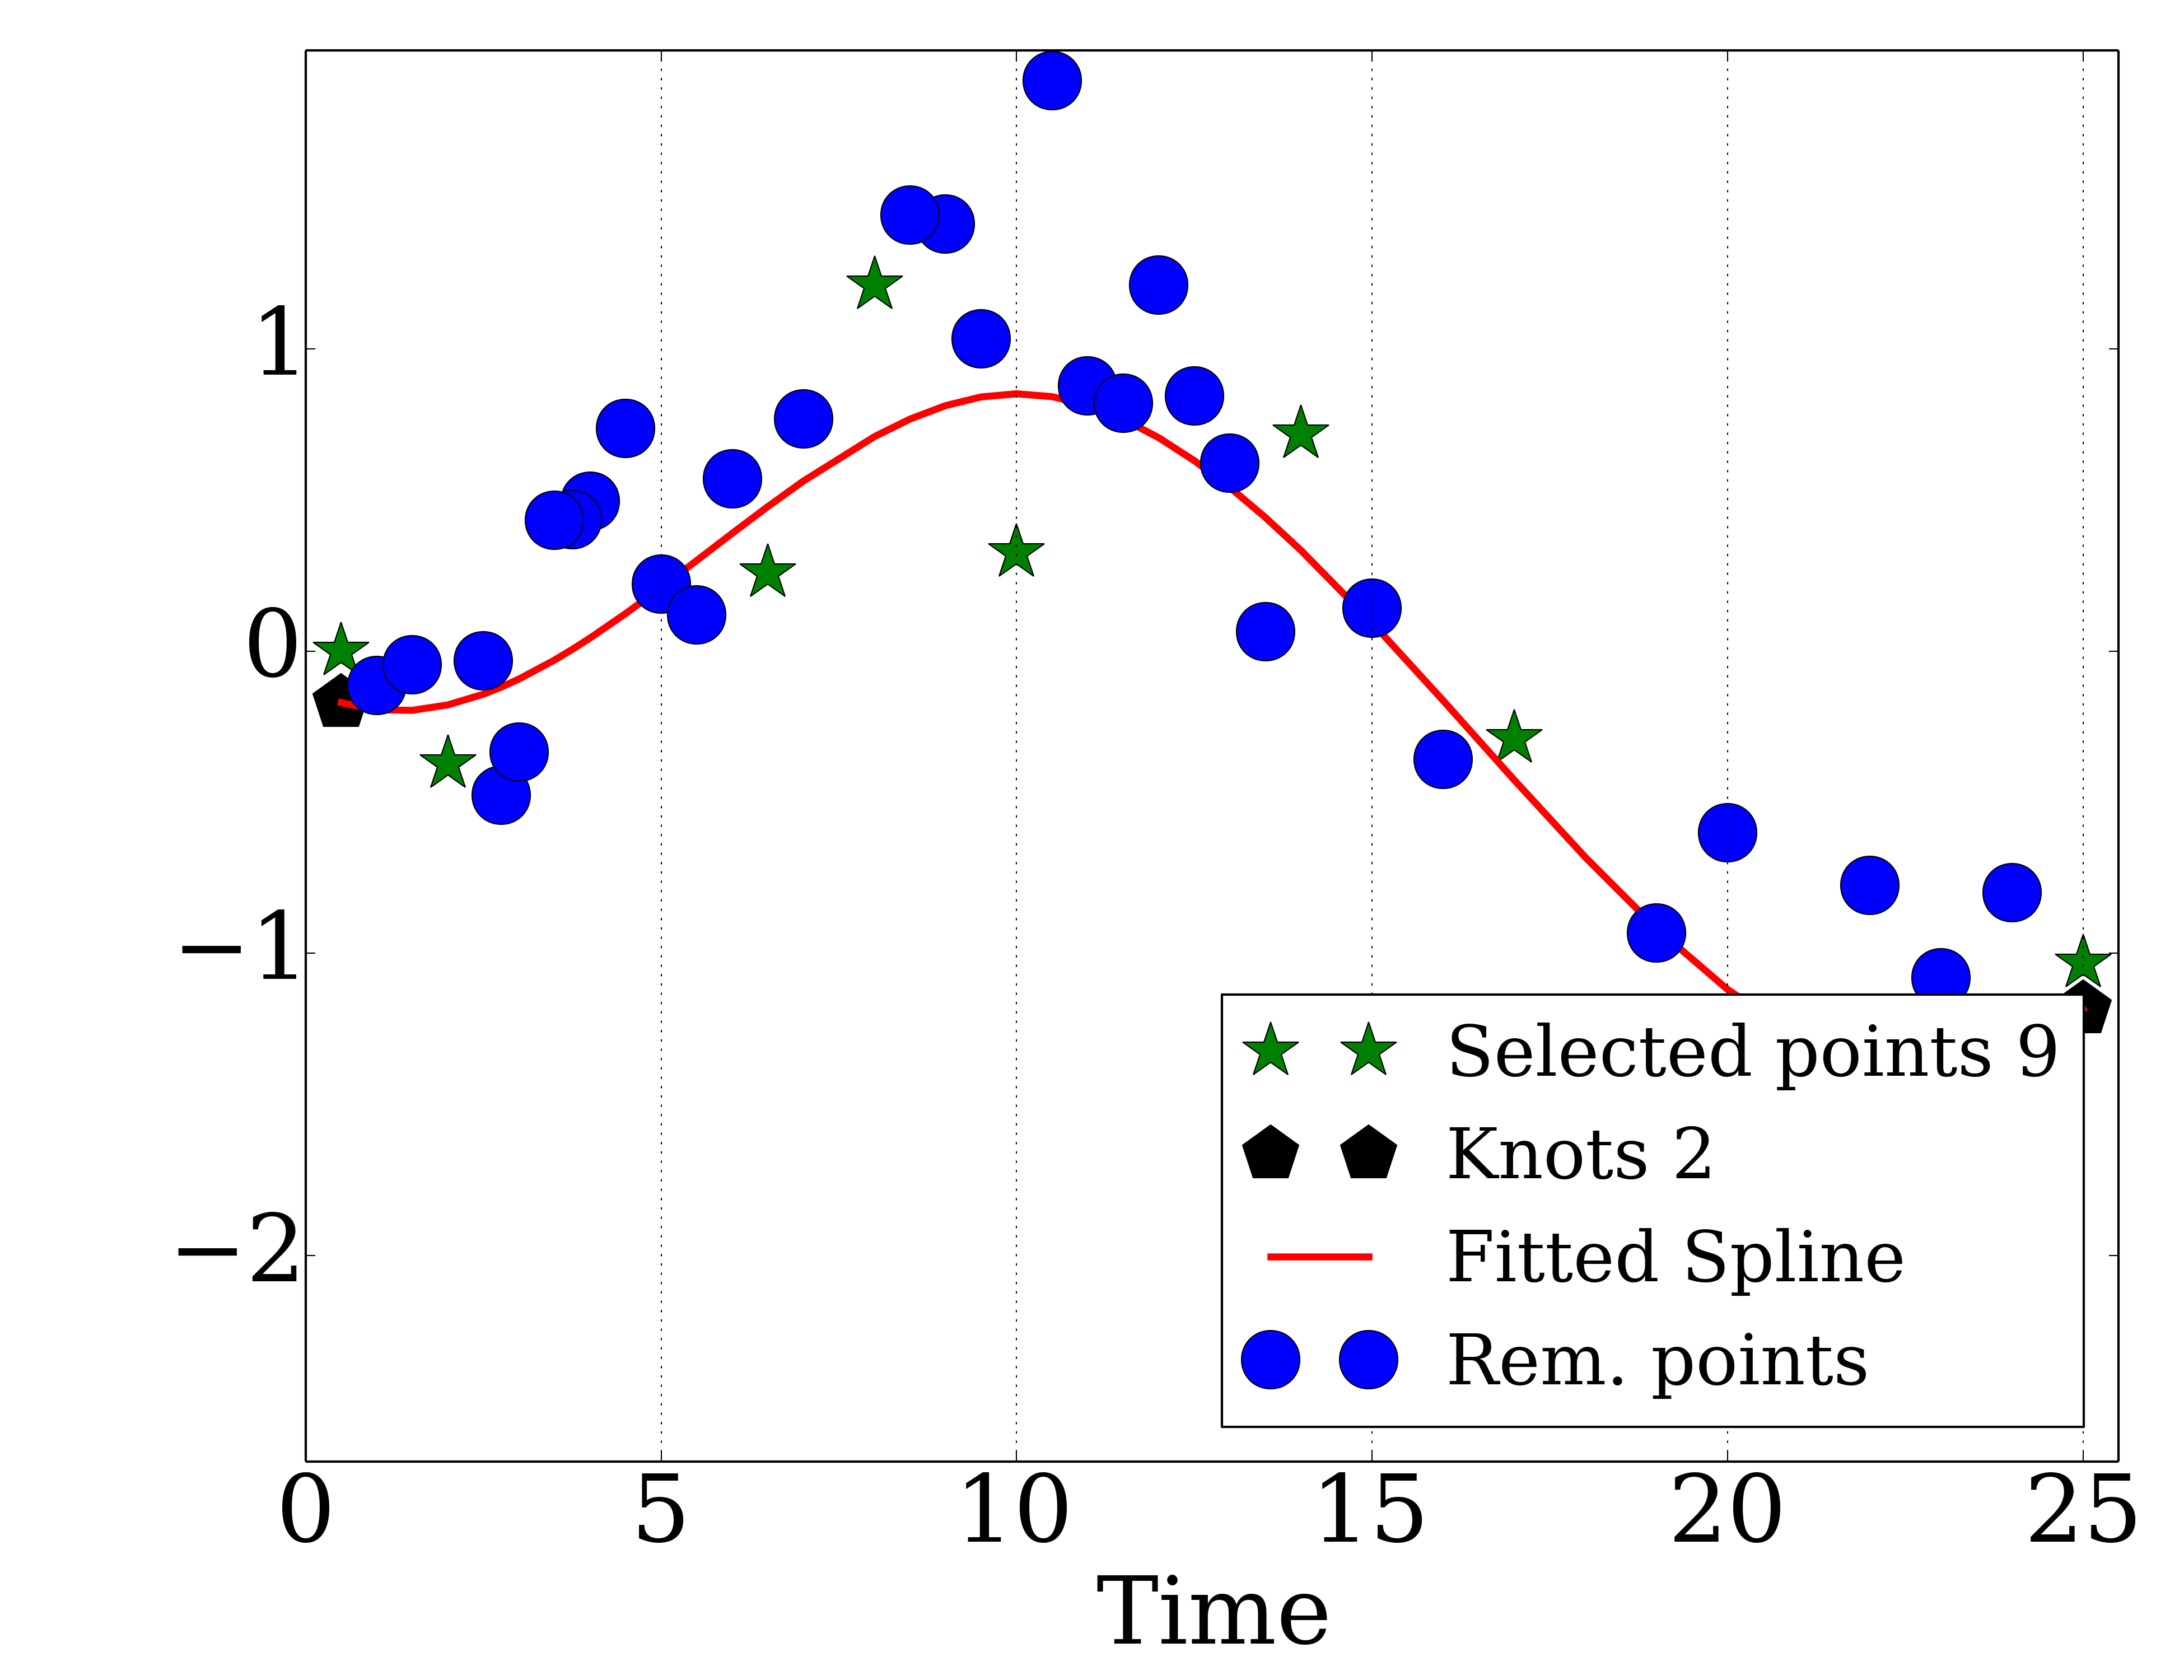 1
0
−1
−2
Selected points 9
Knots 2
Fitted Spline
Rem. points
0 5 10 15 20 25
Time